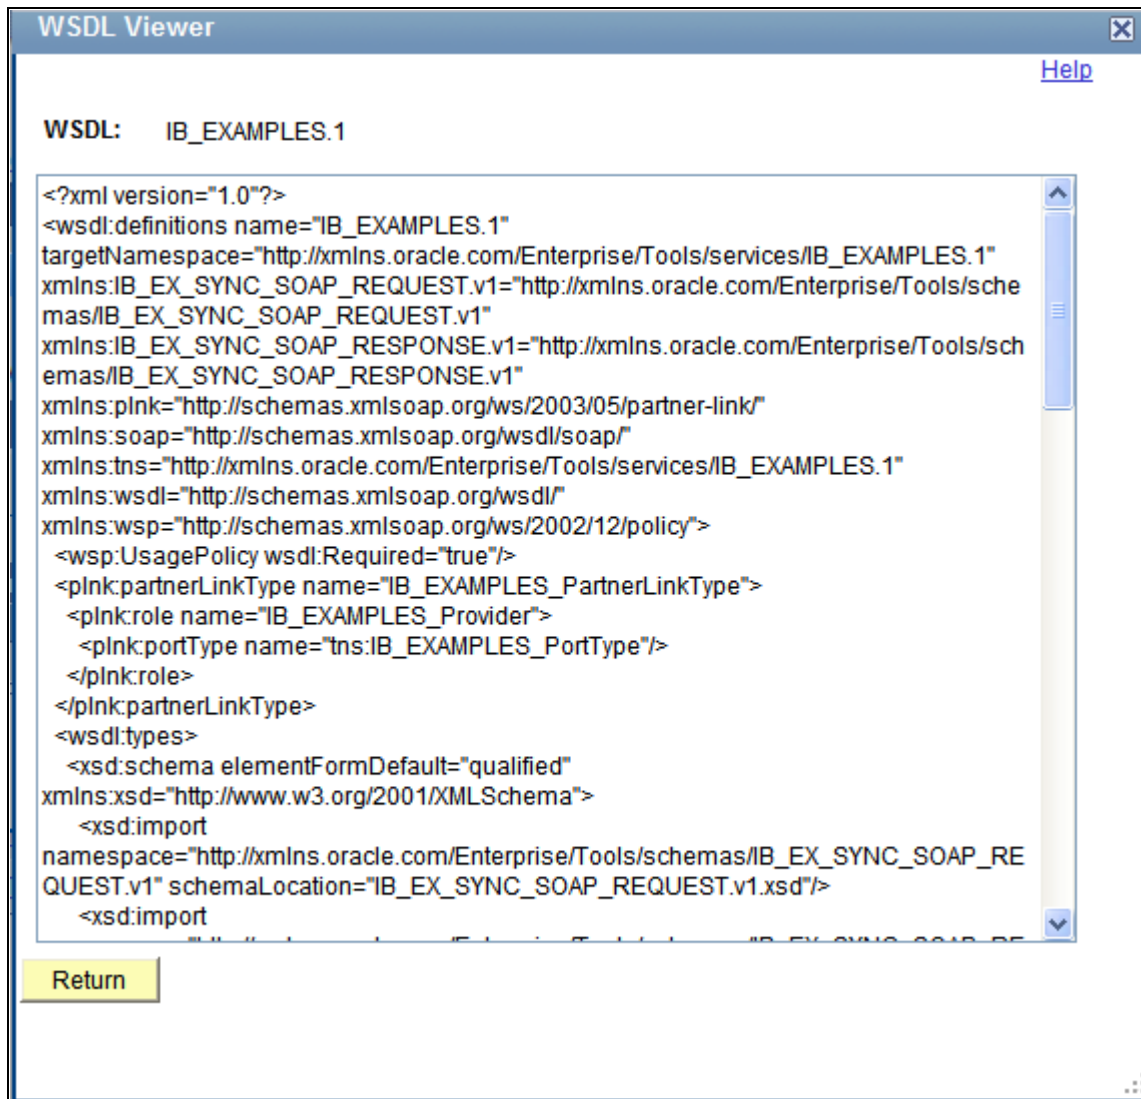 WSDL Viewer
Help
WSDL: IB_EXAMPLES.1
<?xml version="1.0"?>
<wsdl:definitions name="IB_EXAMPLES.1"
targetNamespace="http://xmlns.oracle.com/Enterprise/Tools/services/IB_EXAMPLES.1"
xmlns:IB_EX_SYNC_SOAP_REQUEST.v1="http://xmlns.oracle.com/Enterprise/Tools/sche
mas/IB_EX_SYNC_SOAP_REQUEST.v1"
xmlns:IB_EX_SYNC_SOAP_RESPONSE.v1="http://xmlns.oracle.com/Enterprise/Tools/sch
emas/IB_EX_SYNC_SOAP_RESPONSE.v1"
xmlns:plnk="http://schemas.xmlsoap.org/ws/2003/05/partner-link/"
xmlns:soap="http://schemas.xmlsoap.org/wsdl/soap/"
xmlns:tns="http://xmlns.oracle.com/Enterprise/Tools/services/IB_EXAMPLES.1"
xmlns:wsdl="http://schemas.xmlsoap.org/wsdl/"
xmlns:wsp="http://schemas.xmlsoap.org/ws/2002/12/policy">
<wsp:UsagePolicy wsdl:Required="true"/>
<plnk:partnerLinkType name="IB_EXAMPLES_PartnerLinkType">
<plnk:role name="IB_EXAMPLES_Provider">
<plnk:portType name="tns:IB_EXAMPLES_PortType"/>
</plnk:role>
</plnk:partnerLinkType>
<wsdl:types>
<xsd:schema elementFormDefault="qualified"
xmlns:xsd="http://www.w3.org/2001/XMLSchema">
<xsd:import
namespace="http://xmlns.oracle.com/Enterprise/Tools/schemas/IB_EX_SYNC_SOAP_RE
QUEST.v1" schemaLocation="IB_EX_SYNC_SOAP_REQUEST.v1.xsd"/>
<xsd:import
Return